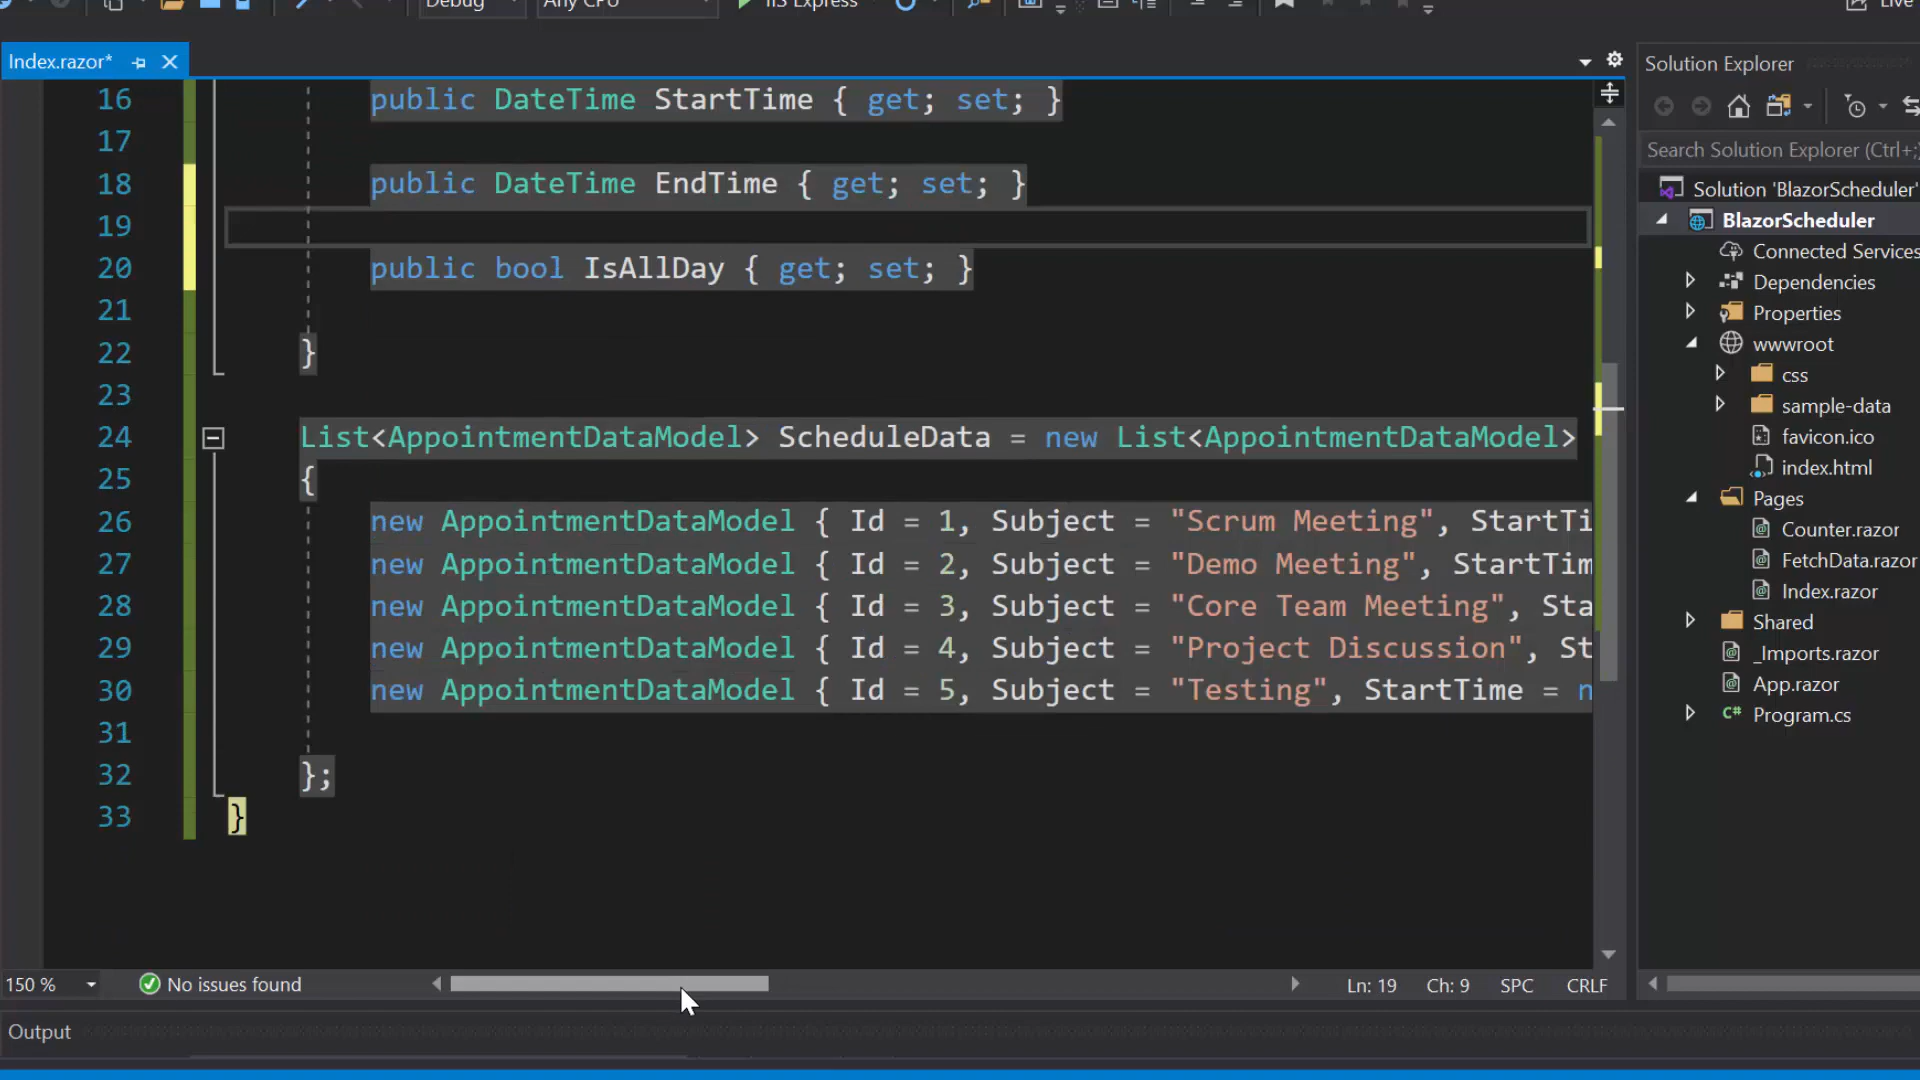 Debug
Any CPU
IIS Express
Live
Index.razor*
16 public DateTime StartTime { get; set; }
17
18 public DateTime EndTime { get; set; }
19
20 public bool IsAllDay { get; set; }
21
22 }
23
24 List<AppointmentDataModel> ScheduleData = new List<AppointmentDataModel>
25 {
26 new AppointmentDataModel { Id = 1, Subject = "Scrum Meeting", StartTi
27 new AppointmentDataModel { Id = 2, Subject = "Demo Meeting", StartTim
28 new AppointmentDataModel { Id = 3, Subject = "Core Team Meeting", Sta
29 new AppointmentDataModel { Id = 4, Subject = "Project Discussion", St
30 new AppointmentDataModel { Id = 5, Subject = "Testing", StartTime = n
31
32 };
33 }
150 %
No issues found
Ln: 19 Ch: 9 SPC CRLF
Output
Solution Explorer
Search Solution Explorer (Ctrl+;
Solution 'BlazorScheduler'
BlazorScheduler
Connected Services
Dependencies
Properties
wwwroot
css
sample-data
favicon.ico
index.html
Pages
Counter.razor
FetchData.razor
Index.razor
Shared
_Imports.razor
App.razor
C# Program.cs